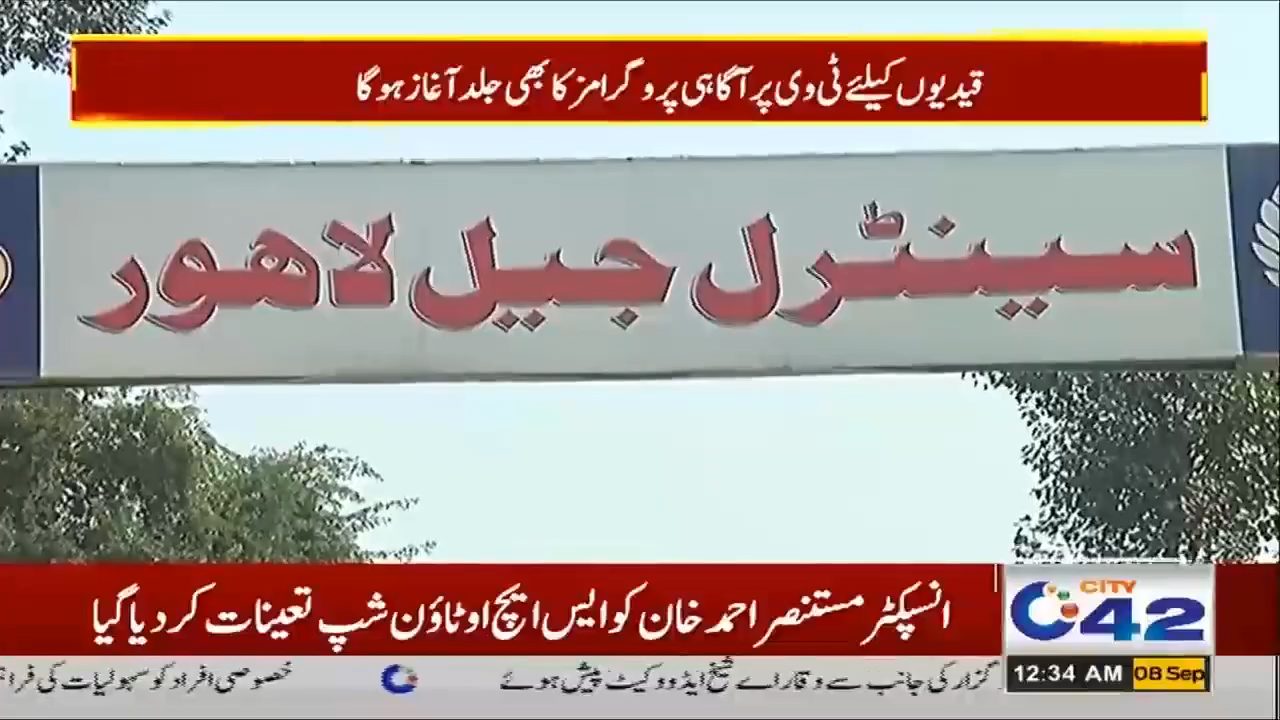 قیدیوں کیلئے ٹی وی پر آگاہی پروگرامز کا بھی جلد آغاز ہوگا
سینٹرل جیل لاھور
انسپکٹر مستنصر احمد خان کو ایس ایچ او ٹاؤن شپ تعینات کر دیا گیا
CITY
42
گزار کی جانب سے وقار اے شیخ ایڈووکیٹ پیش ہوئے
خصوصی افراد کو سہولیات کی
12:34 AM 08 Sep